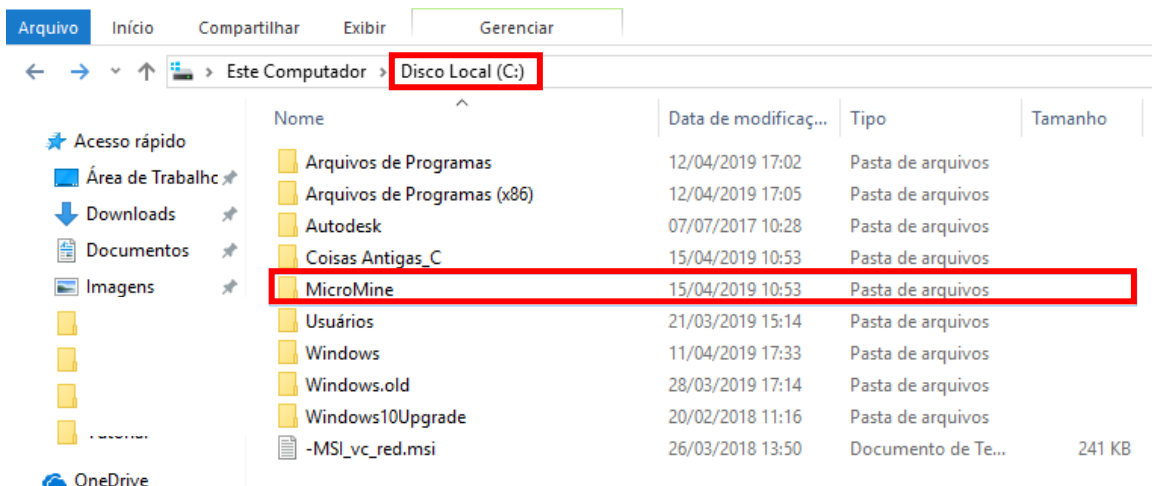 Arquivo Início Compartilhar Exibir Gerenciar
Este Computador > Disco Local (C:)
Nome Data de modificaç... Tipo Tamanho
Acesso rápido
Área de Trabalhc
Downloads
Documentos
Imagens
OneDrive
Arquivos de Programas 12/04/2019 17:02 Pasta de arquivos
Arquivos de Programas (x86) 12/04/2019 17:05 Pasta de arquivos
Autodesk 07/07/2017 10:28 Pasta de arquivos
Coisas Antigas_C 15/04/2019 10:53 Pasta de arquivos
MicroMine 15/04/2019 10:53 Pasta de arquivos
Usuários 21/03/2019 15:14 Pasta de arquivos
Windows 11/04/2019 17:33 Pasta de arquivos
Windows.old 28/03/2019 17:14 Pasta de arquivos
Windows10Upgrade 20/02/2018 11:16 Pasta de arquivos
-MSI_vc_red.msi 26/03/2018 13:50 Documento de Te... 241 KB